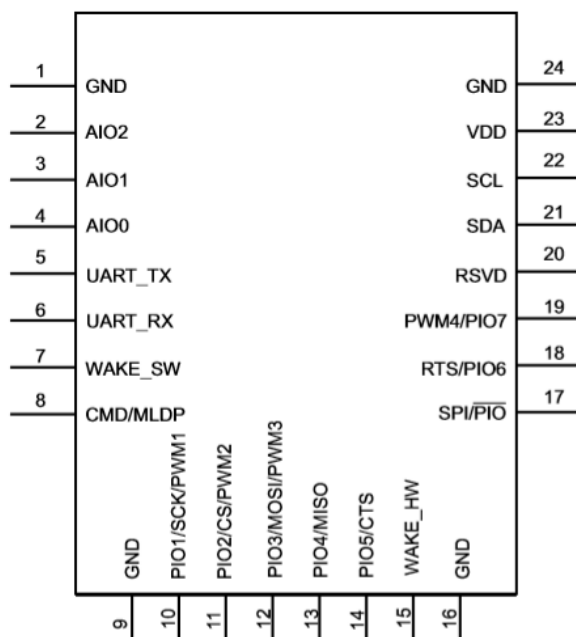 1
GND
2
AIO2
3
AIO1
4
AIO0
5
UART_TX
6
UART_RX
7
WAKE_SW
8
CMD/MLDP
24
GND
23
VDD
22
SCL
21
SDA
20
RSVD
19
PWM4/PIO7
18
RTS/PIO6
17
SPI/P̅I̅O̅
GND
9
PIO1/SCK/PWM1
10
PIO2/CS/PWM2
11
PIO3/MOSI/PWM3
12
PIO4/MISO
13
PIO5/CTS
14
WAKE_HW
15
GND
16